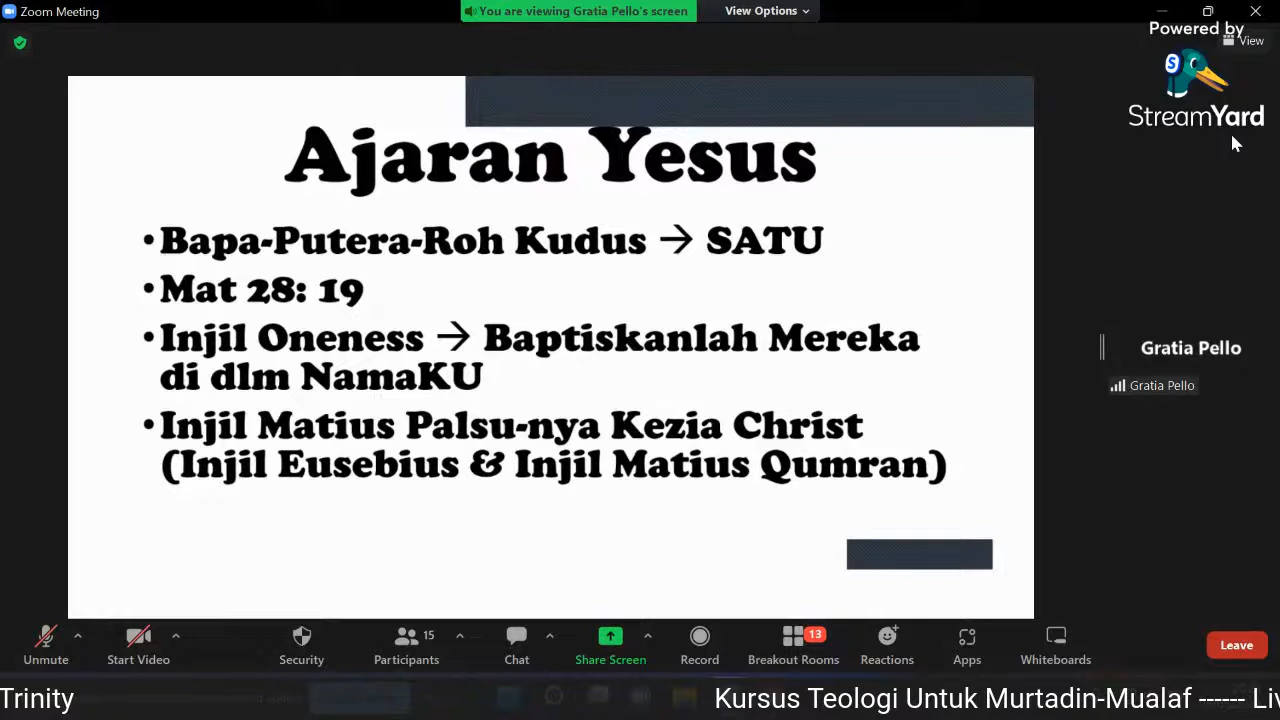 Zoom Meeting
You are viewing Gratia Pello's screen
View Options
Powered by
View
StreamYard
Ajaran Yesus
•Bapa-Putera-Roh Kudus → SATU
•Mat 28: 19
•Injil Oneness → Baptiskanlah Mereka
di dlm NamaKU
•Injil Matius Palsu-nya Kezia Christ
(Injil Eusebius & Injil Matius Qumran)
Gratia Pello
Gratia Pello
15
13
Unmute
Start Video
Security
Participants
Chat
Share Screen
Record
Breakout Rooms
Reactions
Apps
Whiteboards
Leave
Trinity Kursus Teologi Untuk Murtadin-Mualaf ------ Liv